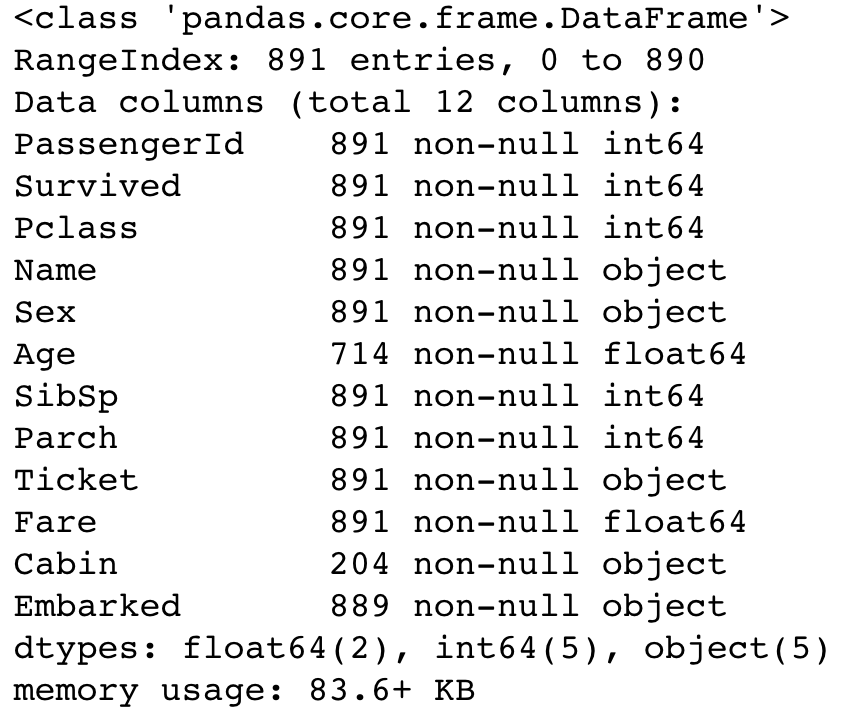 <class 'pandas.core.frame.DataFrame'>
RangeIndex: 891 entries, 0 to 890
Data columns (total 12 columns):
PassengerId    891 non-null int64
Survived       891 non-null int64
Pclass         891 non-null int64
Name           891 non-null object
Sex            891 non-null object
Age            714 non-null float64
SibSp          891 non-null int64
Parch          891 non-null int64
Ticket         891 non-null object
Fare           891 non-null float64
Cabin          204 non-null object
Embarked       889 non-null object
dtypes: float64(2), int64(5), object(5)
memory usage: 83.6+ KB